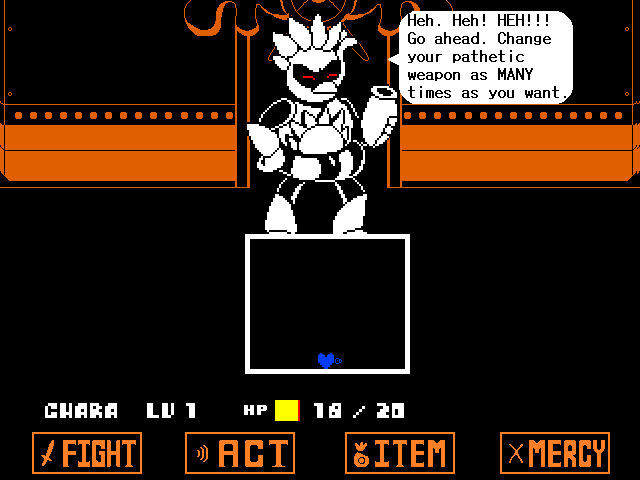 Heh. Heh! HEH!!!
Go ahead. Change
your pathetic
weapon as MANY
times as you want.
CHARA LV 1 HP 18 / 20
FIGHT ACT ITEM MERCY